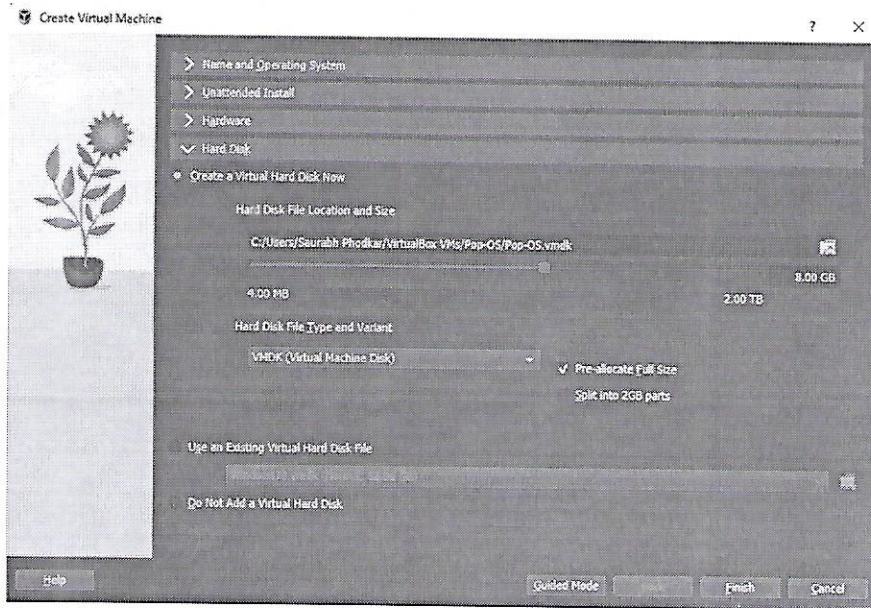 Create Virtual Machine
?
Name and Operating System
Unattended Install
Hardware
Hard Disk
Create a Virtual Hard Disk Now
Hard Disk File Location and Size
C:/Users/Saurabh Phodkar/VirtualBox VMs/Pop-OS/Pop-OS.vmdk
8.00 GB
4.00 MB
2.00 TB
Hard Disk File Type and Variant
VMDK (Virtual Machine Disk)
Pre-allocate Full Size
Split into 2GB parts
Use an Existing Virtual Hard Disk File
Do Not Add a Virtual Hard Disk
Help
Guided Mode
Finish
Cancel